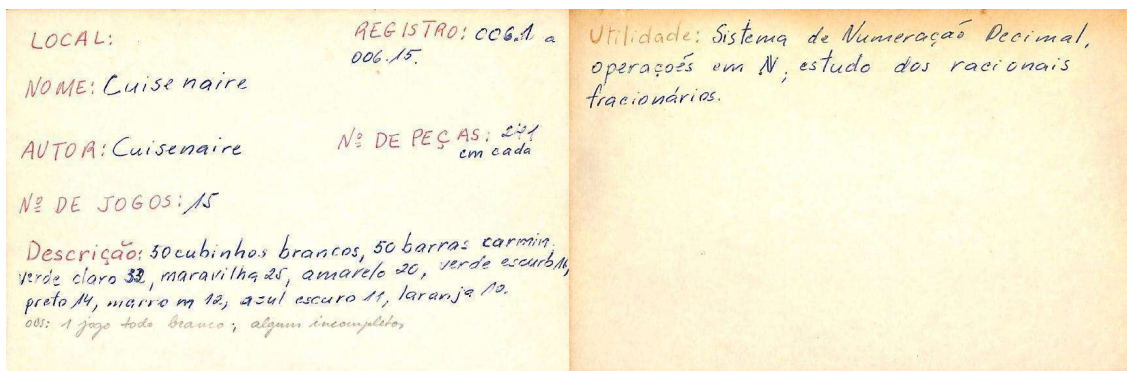 LOCAL:
REGISTRO: 006.1 a
006.15.
NOME: Cuisenaire
AUTOR: Cuisenaire
Nº DE PEÇAS: 241
em cada
Nº DE JOGOS: 15
Descrição: 50 cubinhos brancos, 50 barras carmin,
verde claro 33, maravilha 25, amarelo 20, verde escuro 16,
preto 14, marrom 12, azul escuro 11, laranja 10.
obs: 1 jogo todo branco; alguns incompletos
Utilidade: Sistema de Numeração Decimal,
operações em N, estudo dos racionais
fracionários.